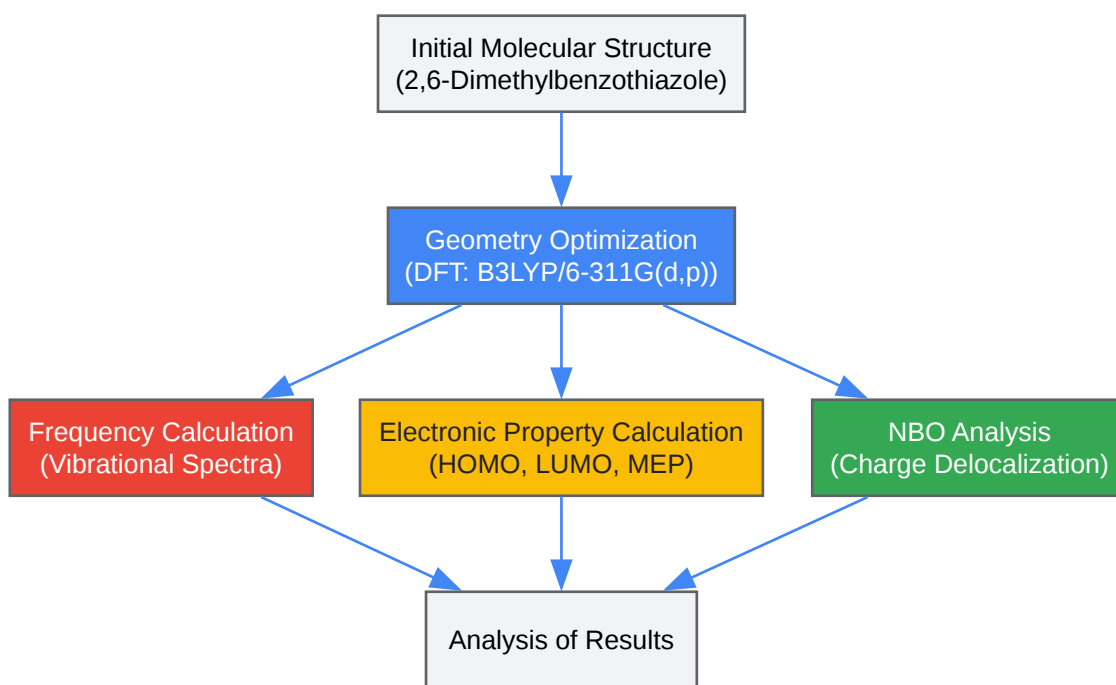 Initial Molecular Structure
(2,6-Dimethylbenzothiazole)
Geometry Optimization
(DFT: B3LYP/6-311G(d,p))
Frequency Calculation
(Vibrational Spectra)
Electronic Property Calculation
(HOMO, LUMO, MEP)
NBO Analysis
(Charge Delocalization)
Analysis of Results